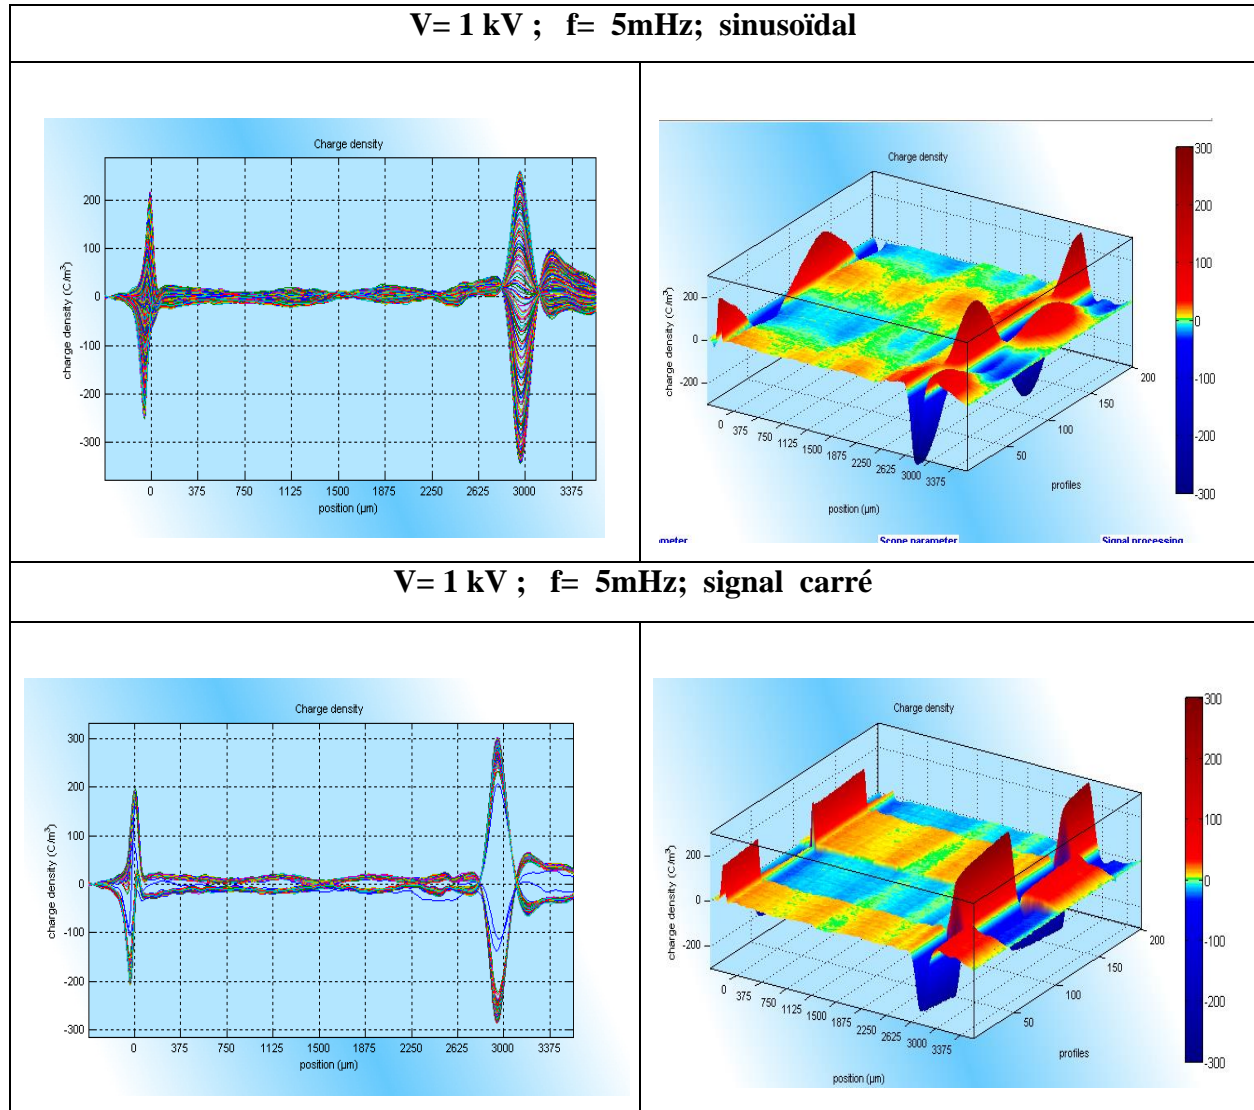 V= 1 kV ; f= 5mHz; sinusoïdal
Charge density
charge density (C/m³)
200
100
0
-100
-200
-300
0 375 750 1125 1500 1875 2250 2625 3000 3375
position (µm)
Charge density
charge density (C/m³)
200
0
-200
0 375 750 1125 1500 1875 2250 2625 3000 3375
position (µm)
50 100 150 200
profiles
300
200
100
0
-100
-200
-300
ameter Scope parameter Signal processing
V= 1 kV ; f= 5mHz; signal carré
Charge density
charge density (C/m³)
300
200
100
0
-100
-200
-300
0 375 750 1125 1500 1875 2250 2625 3000 3375
position (µm)
Charge density
charge density (C/m³)
200
0
-200
0 375 750 1125 1500 1875 2250 2625 3000 3375
position (µm)
50 100 150 200
profiles
300
200
100
0
-100
-200
-300